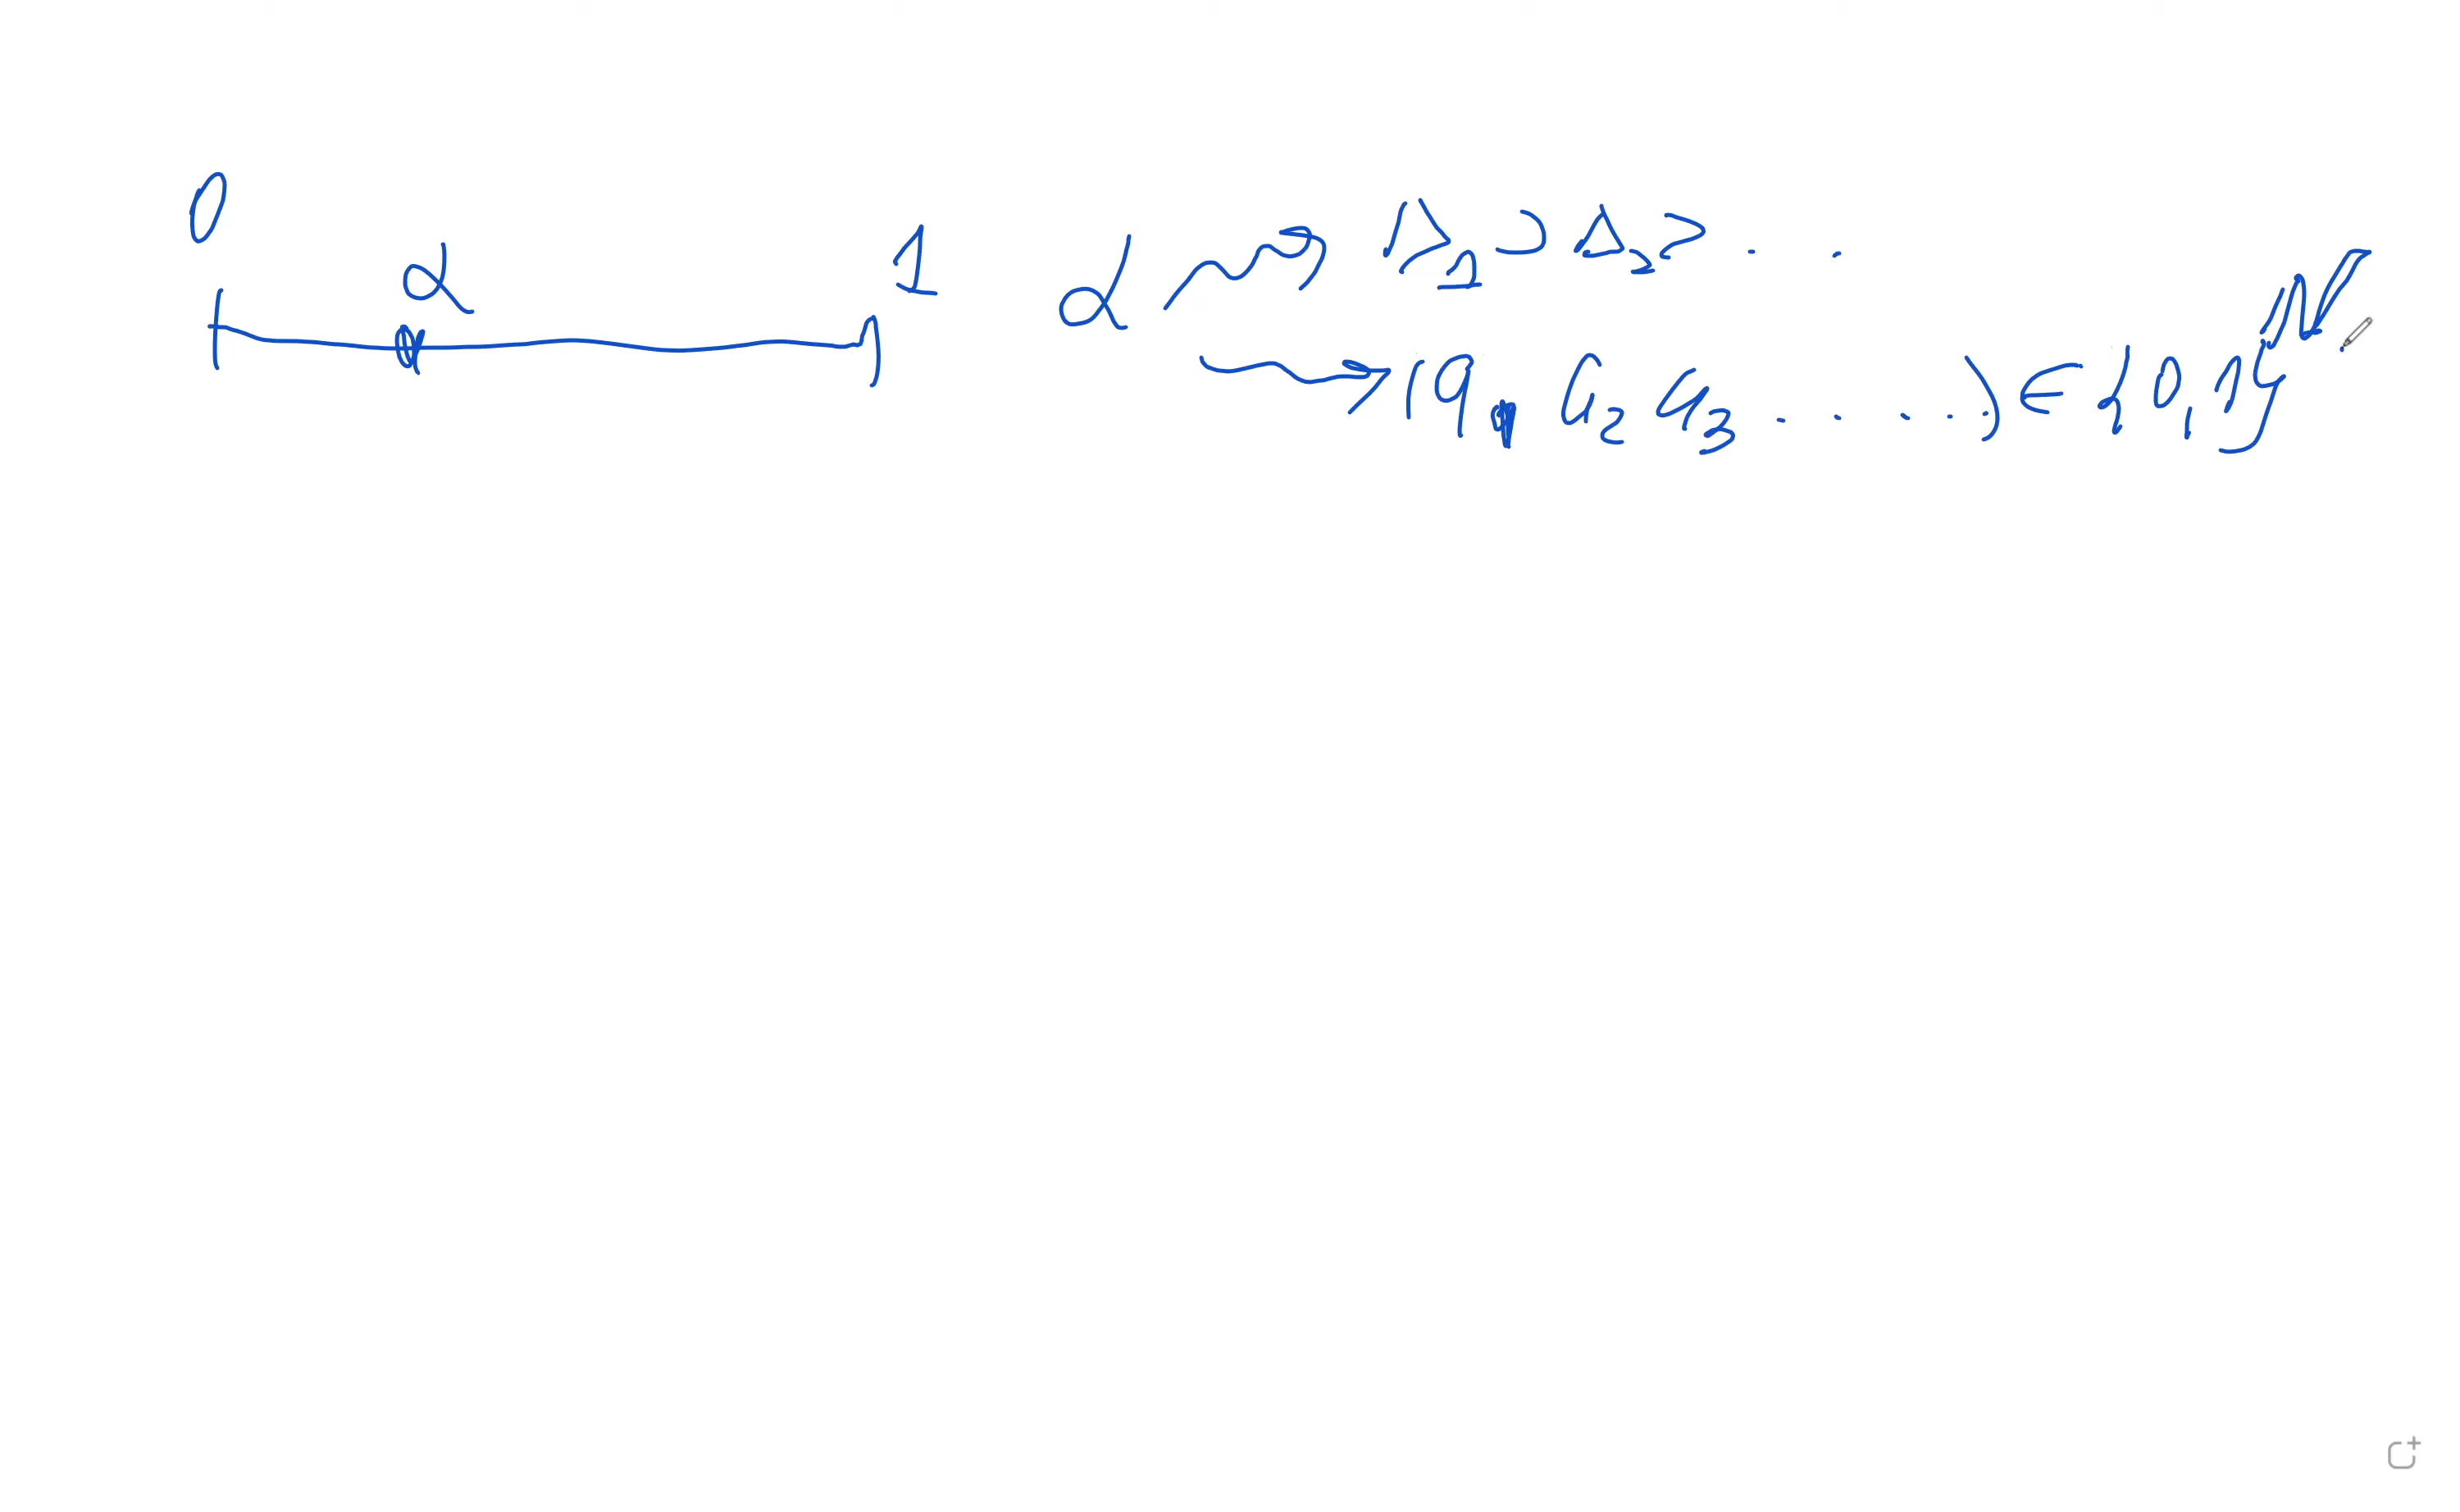 0 α 1
α ⇝ Δ₁ ⊃ Δ₂ ⊃ . .
⇝ (a₁ a₂ a₃ . . . . .) ∈ {0,1}^ℕ